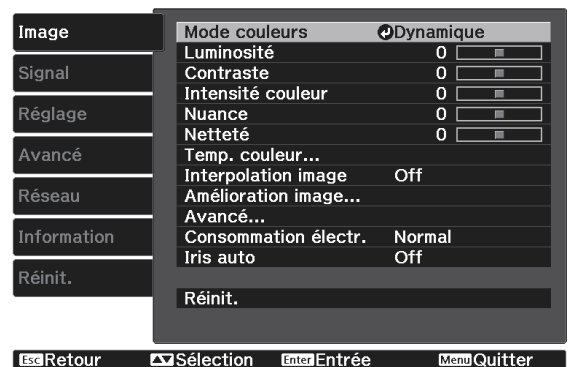 Image
Signal
Réglage
Avancé
Réseau
Information
Réinit.
Mode couleurs Dynamique
Luminosité 0
Contraste 0
Intensité couleur 0
Nuance 0
Netteté 0
Temp. couleur...
Interpolation image Off
Amélioration image...
Avancé...
Consommation électr. Normal
Iris auto Off
Réinit.
Esc Retour Sélection Enter Entrée Menu Quitter